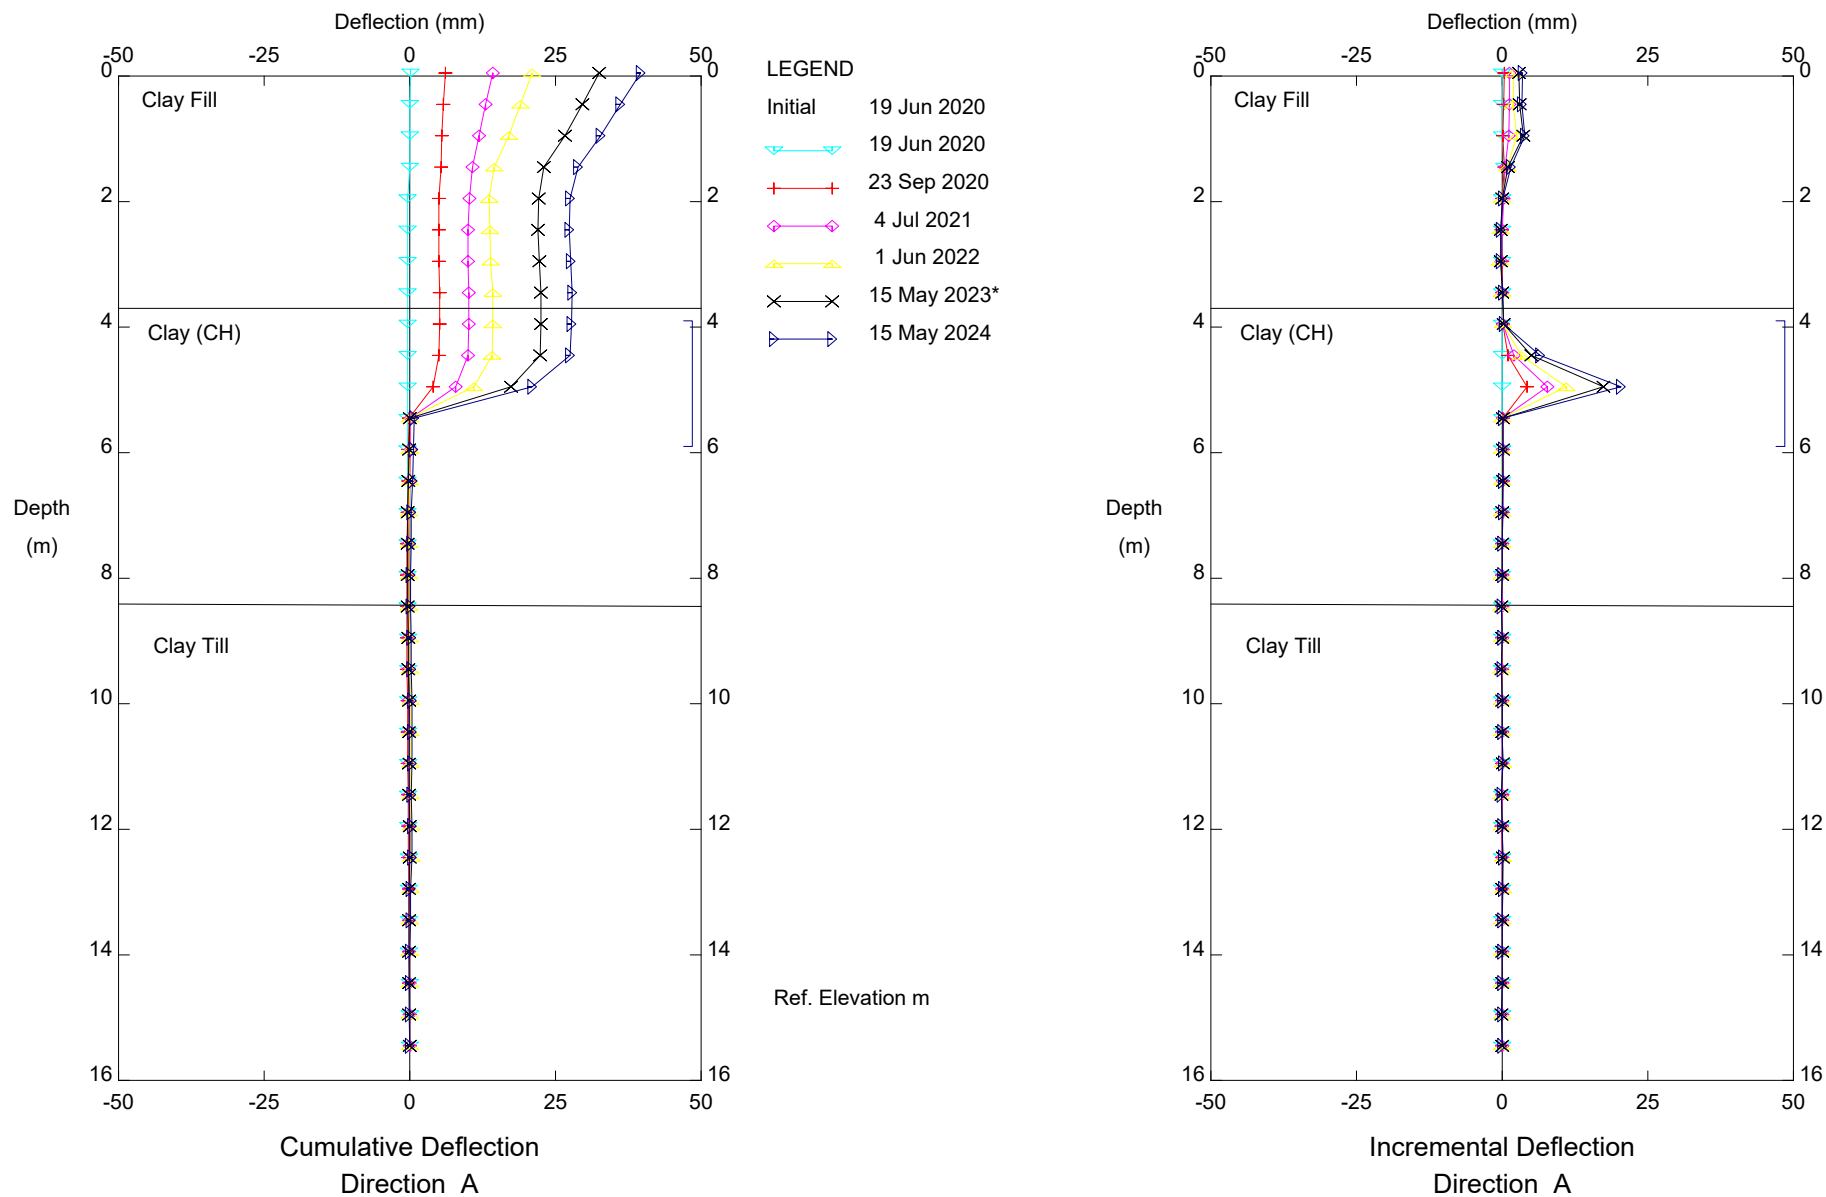 Deflection (mm)
-50 -25 0 25 50
0 0
Clay Fill
2 2
4 4
Clay (CH)
6 6
Depth
(m)
8 8
Clay Till
10 10
12 12
14 14
16 16
-50 -25 0 25 50
Cumulative Deflection
Direction A
LEGEND
Initial 19 Jun 2020
19 Jun 2020
23 Sep 2020
4 Jul 2021
1 Jun 2022
15 May 2023*
15 May 2024
Ref. Elevation m
Deflection (mm)
-50 -25 0 25 50
0 0
Clay Fill
2 2
4 4
Clay (CH)
6 6
Depth
(m)
8 8
Clay Till
10 10
12 12
14 14
16 16
-50 -25 0 25 50
Incremental Deflection
Direction A